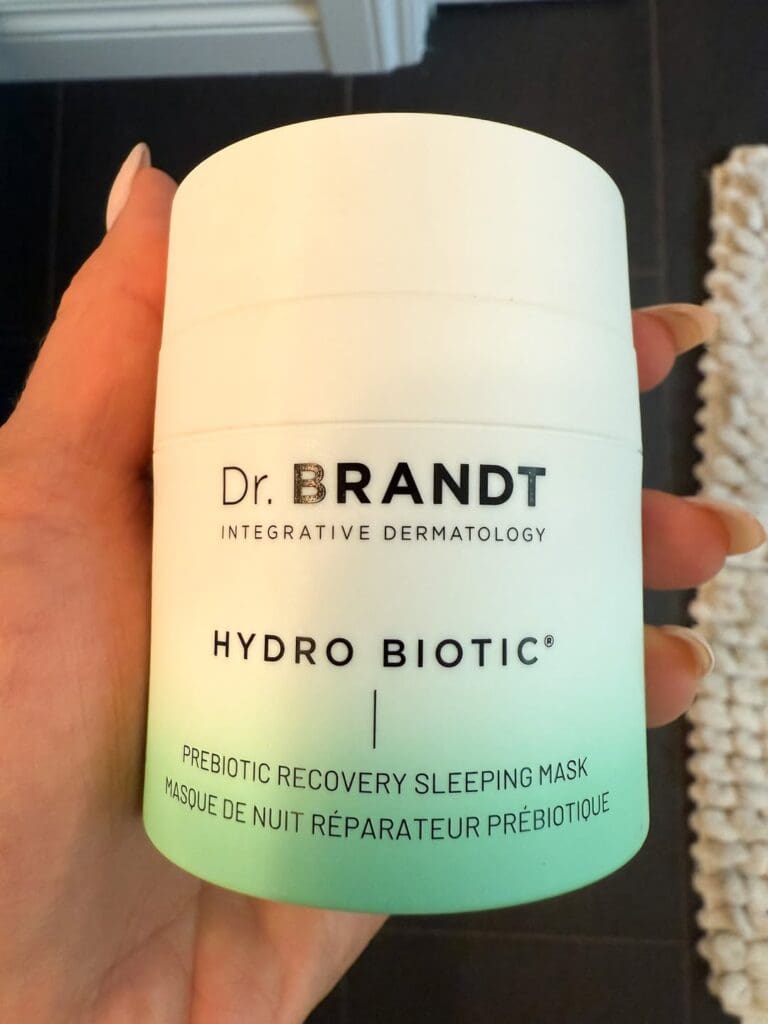 Dr. BRANDT
INTEGRATIVE DERMATOLOGY
HYDRO BIOTIC®
PREBIOTIC RECOVERY SLEEPING MASK
MASQUE DE NUIT RÉPARATEUR PRÉBIOTIQUE